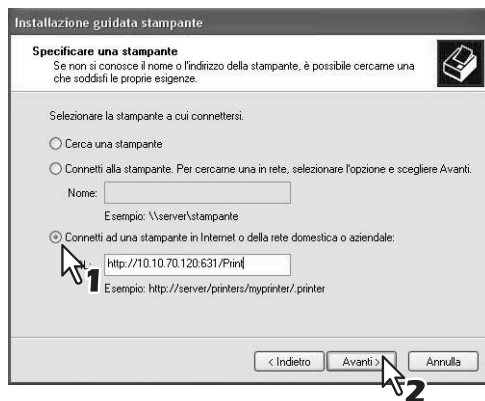 Installazione guidata stampante
Specificare una stampante
Se non si conosce il nome o l'indirizzo della stampante, è possibile cercarne una
che soddisfi le proprie esigenze.
Selezionare la stampante a cui connettersi.
Cerca una stampante
Connetti alla stampante. Per cercarne una in rete, selezionare l'opzione e scegliere Avanti.
Nome:
Esempio: \\server\stampante
Connetti ad una stampante in Internet o della rete domestica o aziendale:
http://10.10.70.120:631/Print
1
Esempio: http://server/printers/myprinter/.printer
< Indietro Avanti > Annulla
2